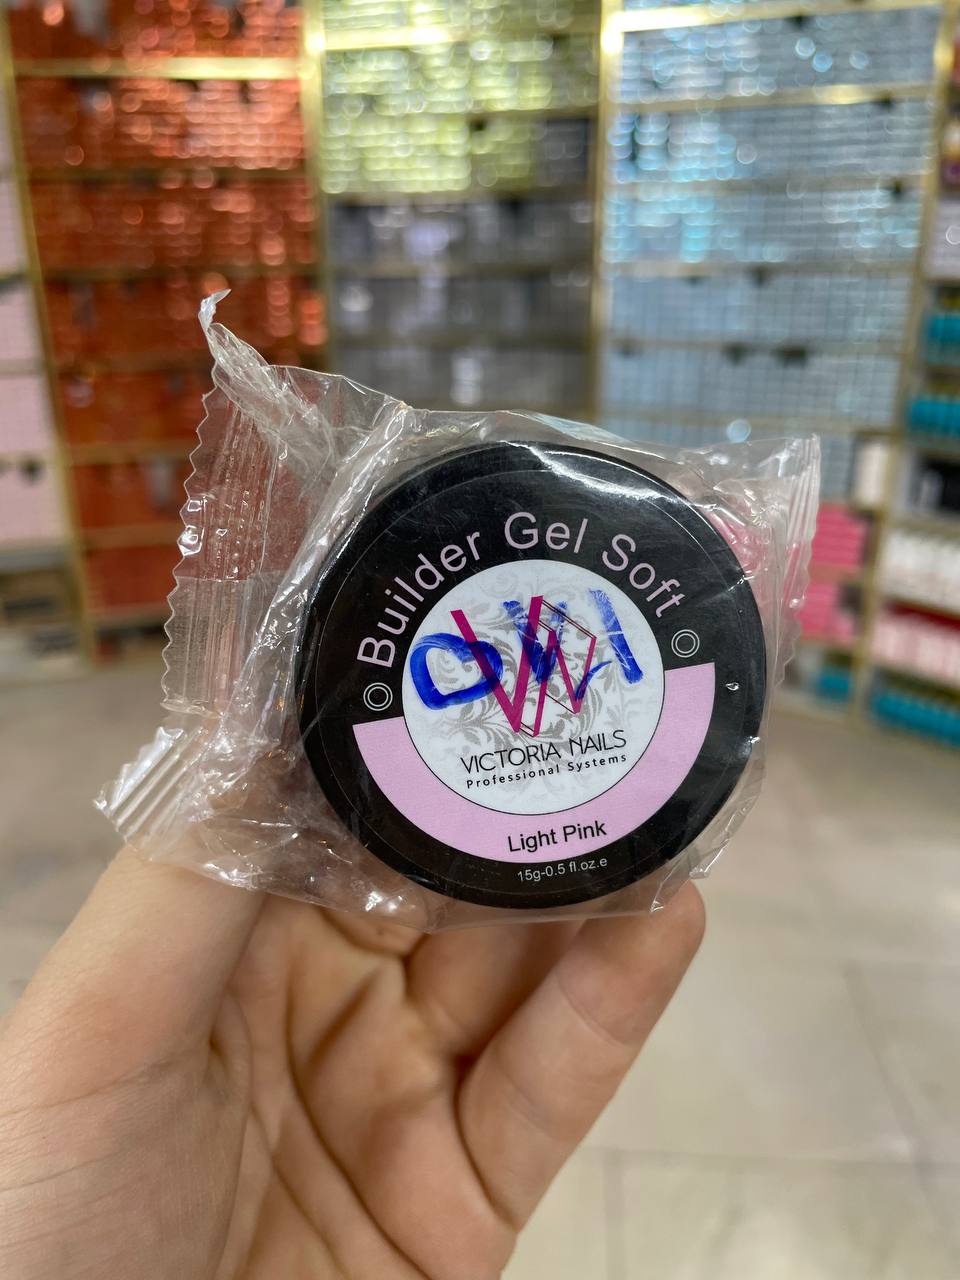 Builder Gel Soft
VICTORIA NAILS
Professional Systems
Light Pink
15g-0.5 fl.oz.e